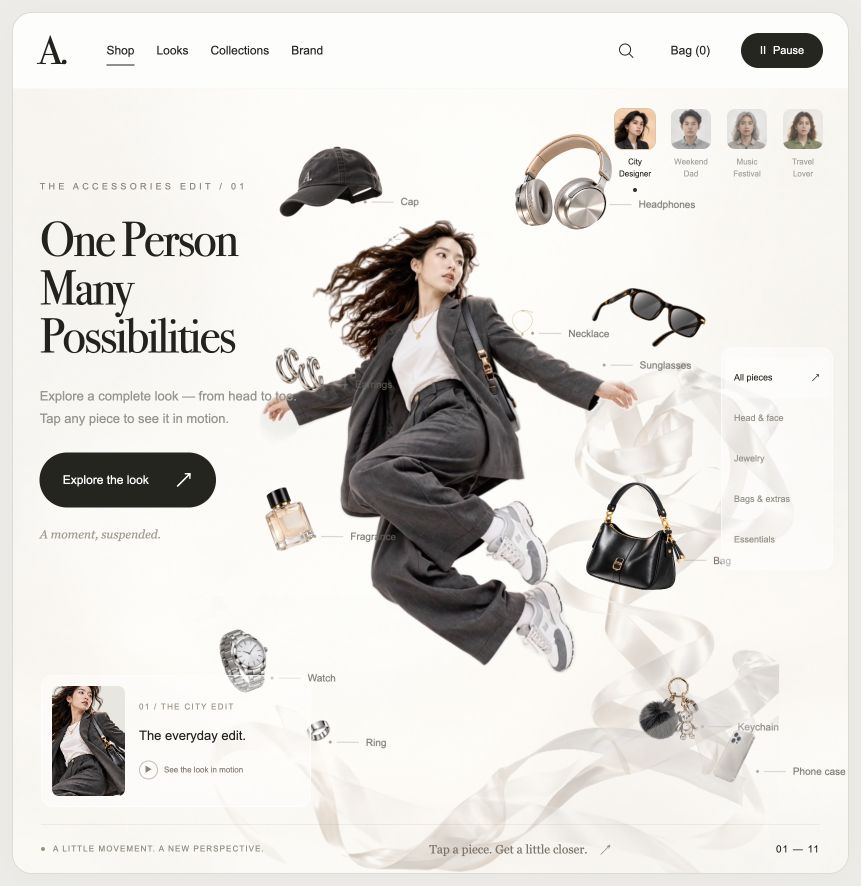 A.
Shop
Looks
Collections
Brand
Bag (0)
Pause
City
Designer
Weekend
Dad
Music
Festival
Travel
Lover
THE ACCESSORIES EDIT / 01
One Person
Many
Possibilities
Explore a complete look — from head to toe.
Tap any piece to see it in motion.
Explore the look
A moment, suspended.
Cap
Headphones
Necklace
Sunglasses
Earrings
Fragrance
Bag
Watch
Ring
Keychain
Phone case
All pieces
Head & face
Jewelry
Bags & extras
Essentials
01 / THE CITY EDIT
The everyday edit.
See the look in motion
A LITTLE MOVEMENT. A NEW PERSPECTIVE.
Tap a piece. Get a little closer.
01 — 11